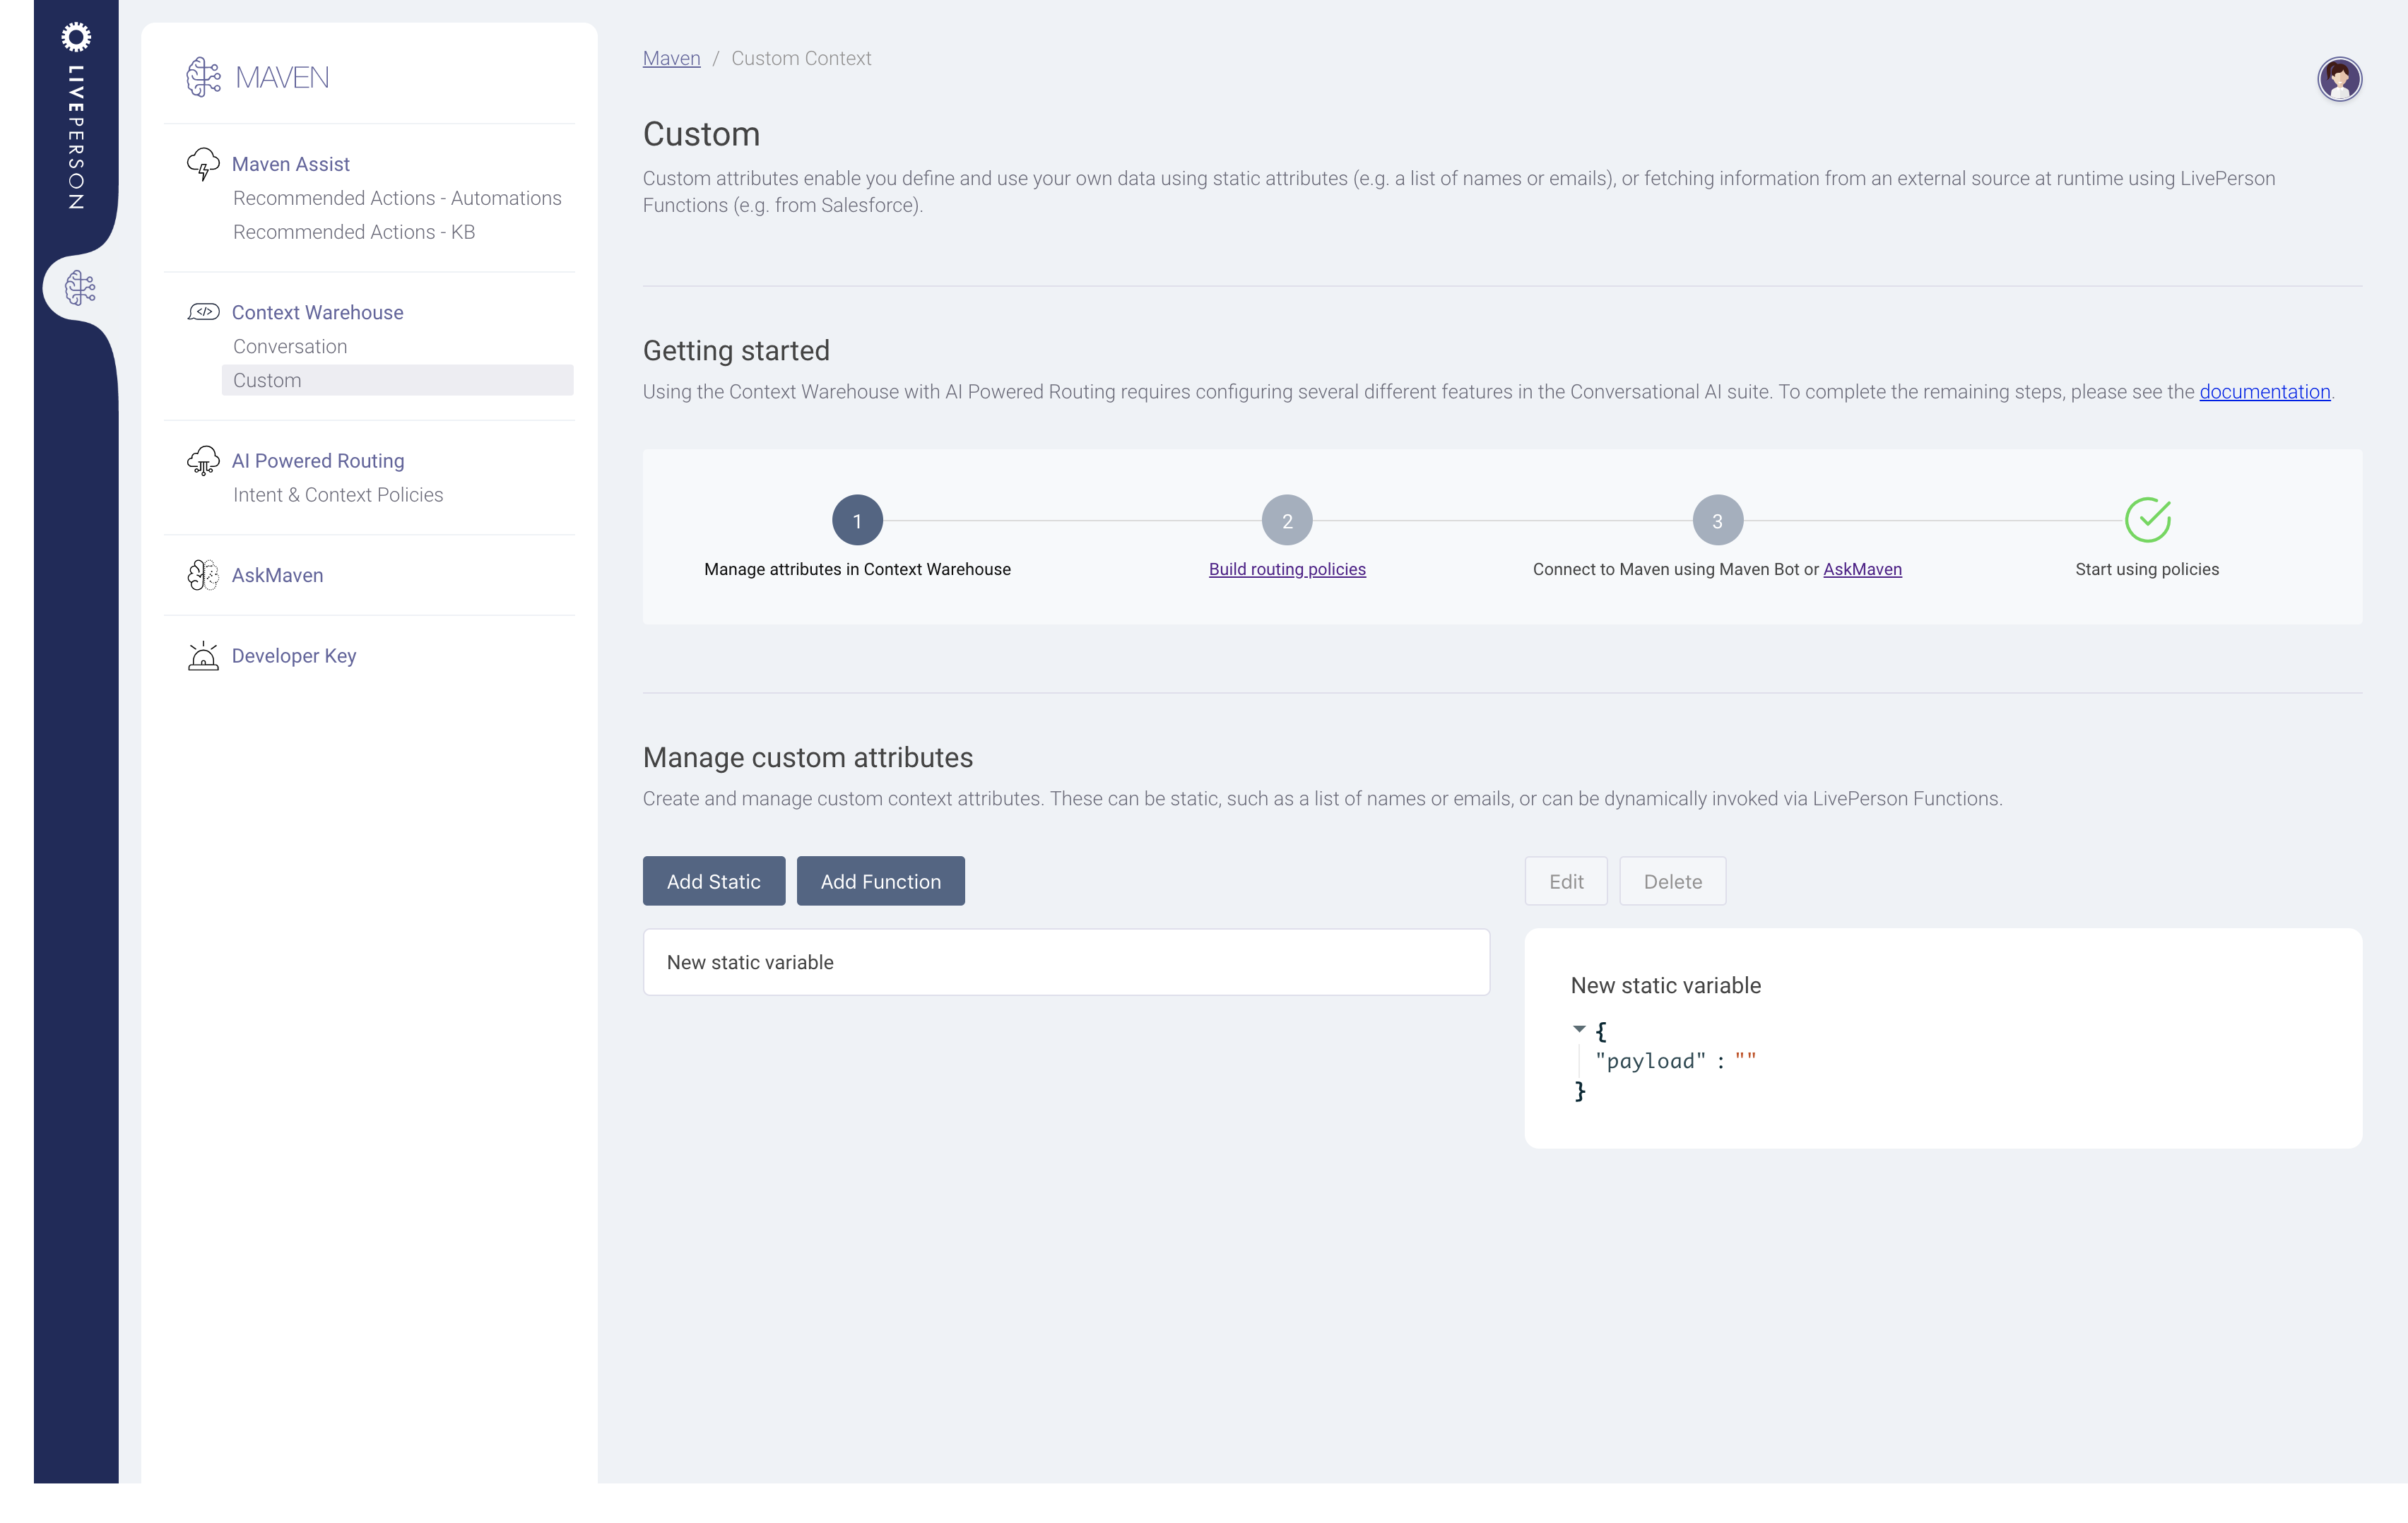 LIVEPERSON
MAVEN
Maven Assist
Recommended Actions - Automations
Recommended Actions - KB
Context Warehouse
Conversation
Custom
AI Powered Routing
Intent & Context Policies
AskMaven
Developer Key
Maven / Custom Context
Custom
Custom attributes enable you define and use your own data using static attributes (e.g. a list of names or emails), or fetching information from an external source at runtime using LivePerson
Functions (e.g. from Salesforce).
Getting started
Using the Context Warehouse with AI Powered Routing requires configuring several different features in the Conversational AI suite. To complete the remaining steps, please see the documentation.
1
2
3
Manage attributes in Context Warehouse
Build routing policies
Connect to Maven using Maven Bot or AskMaven
Start using policies
Manage custom attributes
Create and manage custom context attributes. These can be static, such as a list of names or emails, or can be dynamically invoked via LivePerson Functions.
Add Static
Add Function
Edit
Delete
New static variable
New static variable
{
"payload" : ""
}